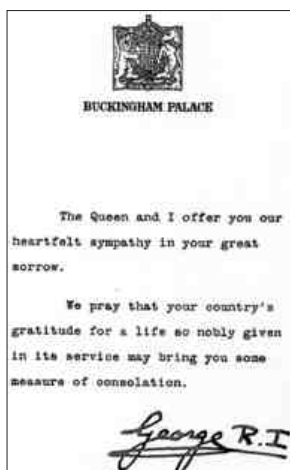 BUCKINGHAM PALACE
The Queen and I offer you our
heartfelt sympathy in your great
sorrow.
We pray that your country's
gratitude for a life so nobly given
in its service may bring you some
measure of consolation.
George R.I